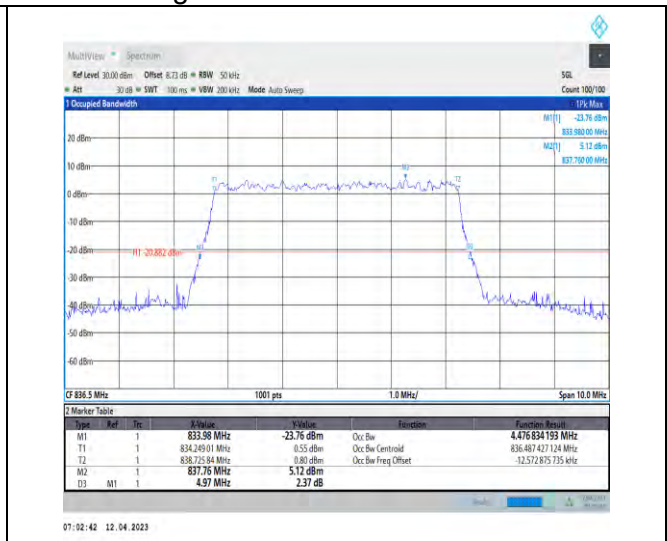 MultiView Spectrum
Ref Level 30.00 dBm Offset 8.73 dB RBW 50 kHz SGL
Att 30 dB SWT 100 ms VBW 200 kHz Mode Auto Sweep Count 100/100
1 Occupied Bandwidth 1Pk Max
M1[1] -23.76 dBm
833.980 00 MHz
M2[1] 5.12 dBm
837.760 00 MHz
20 dBm
10 dBm
M2
T1 T2
0 dBm
-10 dBm
-20 dBm
H1 -20.882 dBm
M1
-30 dBm
-40 dBm
-50 dBm
-60 dBm
CF 836.5 MHz 1001 pts 1.0 MHz/ Span 10.0 MHz
2 Marker Table
Type Ref Trc X-Value Y-Value Function Function Result
M1 1 833.98 MHz -23.76 dBm Occ Bw 4.476 834 193 MHz
T1 1 834.249 01 MHz 0.55 dBm Occ Bw Centroid 836.487 427 124 MHz
T2 1 838.725 84 MHz 0.80 dBm Occ Bw Freq Offset -12.572 875 735 kHz
M2 1 837.76 MHz 5.12 dBm
D3 M1 1 4.97 MHz 2.37 dB
07:02:42 12.04.2023